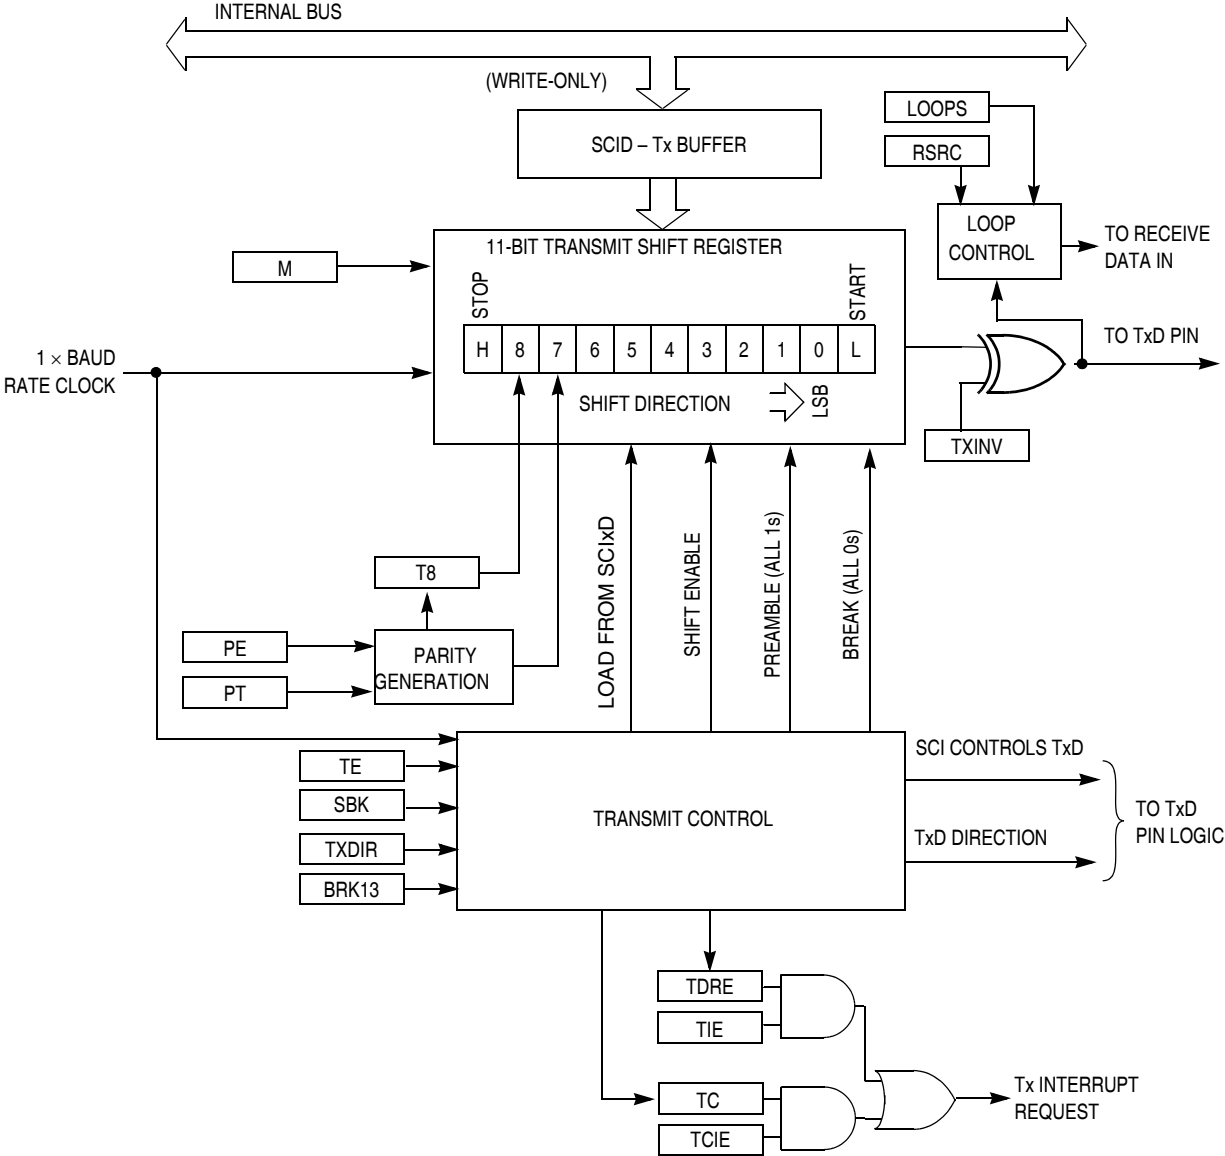 INTERNAL BUS
(WRITE-ONLY)
SCID – Tx BUFFER
LOOPS
RSRC
LOOP
CONTROL
TO RECEIVE
DATA IN
11-BIT TRANSMIT SHIFT REGISTER
M
STOP
START
H 8 7 6 5 4 3 2 1 0 L
1 × BAUD
RATE CLOCK
SHIFT DIRECTION
LSB
TO TxD PIN
TXINV
LOAD FROM SCIxD
SHIFT ENABLE
PREAMBLE (ALL 1s)
BREAK (ALL 0s)
T8
PE
PT
PARITY
GENERATION
TE
SBK
TXDIR
BRK13
TRANSMIT CONTROL
SCI CONTROLS TxD
TxD DIRECTION
TO TxD
PIN LOGIC
TDRE
TIE
TC
TCIE
Tx INTERRUPT
REQUEST